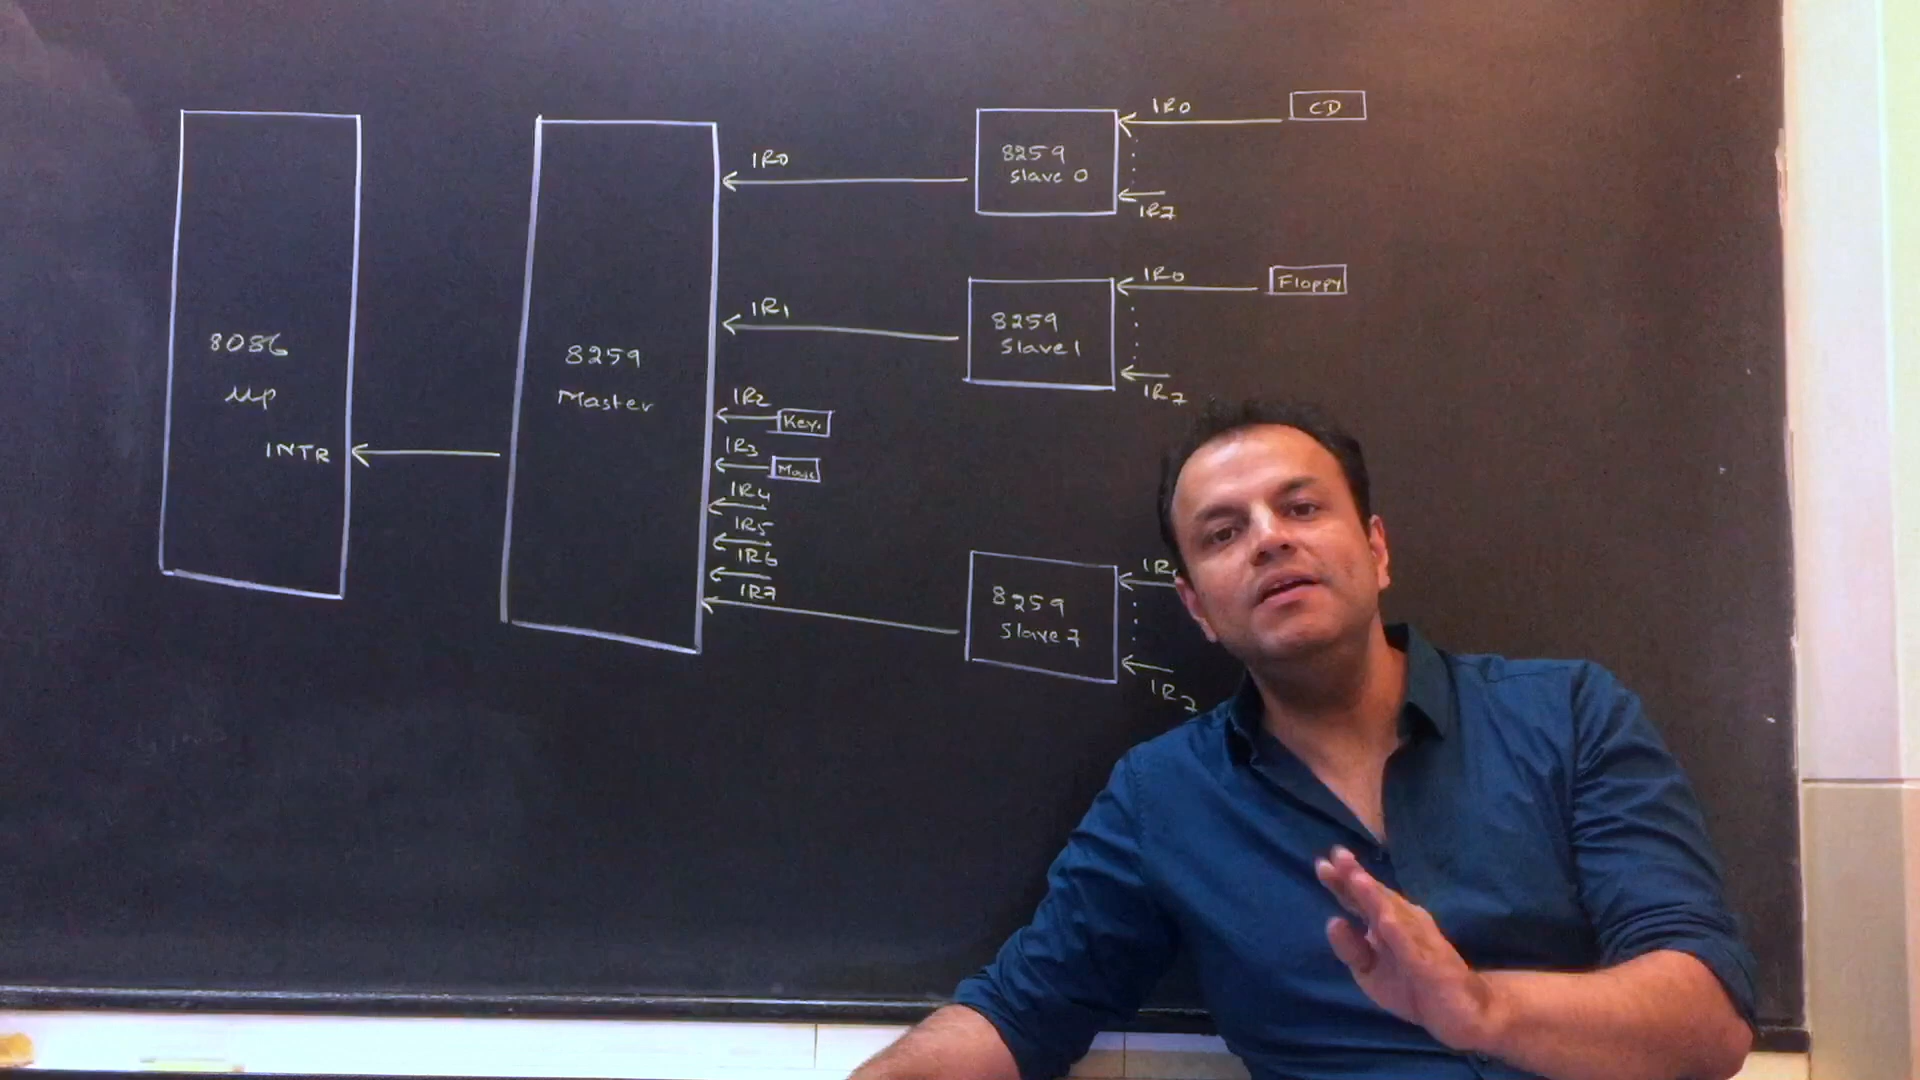 8086
μp
INTR
8259
Master
IR0
IR1
IR2
Key.
IR3
Mouse
IR4
IR5
IR6
IR7
8259
Slave 0
IR0
CD
IR7
8259
Slave 1
IR0
Floppy
IR7
8259
Slave 7
IR7